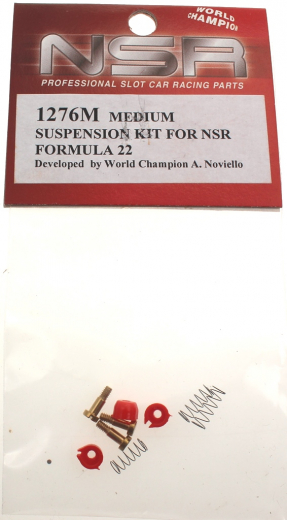 WORLD
CHAMPION
NSR
PROFESSIONAL SLOT CAR RACING PARTS
1276M MEDIUM
SUSPENSION KIT FOR NSR
FORMULA 22
Developed by World Champion A. Noviello